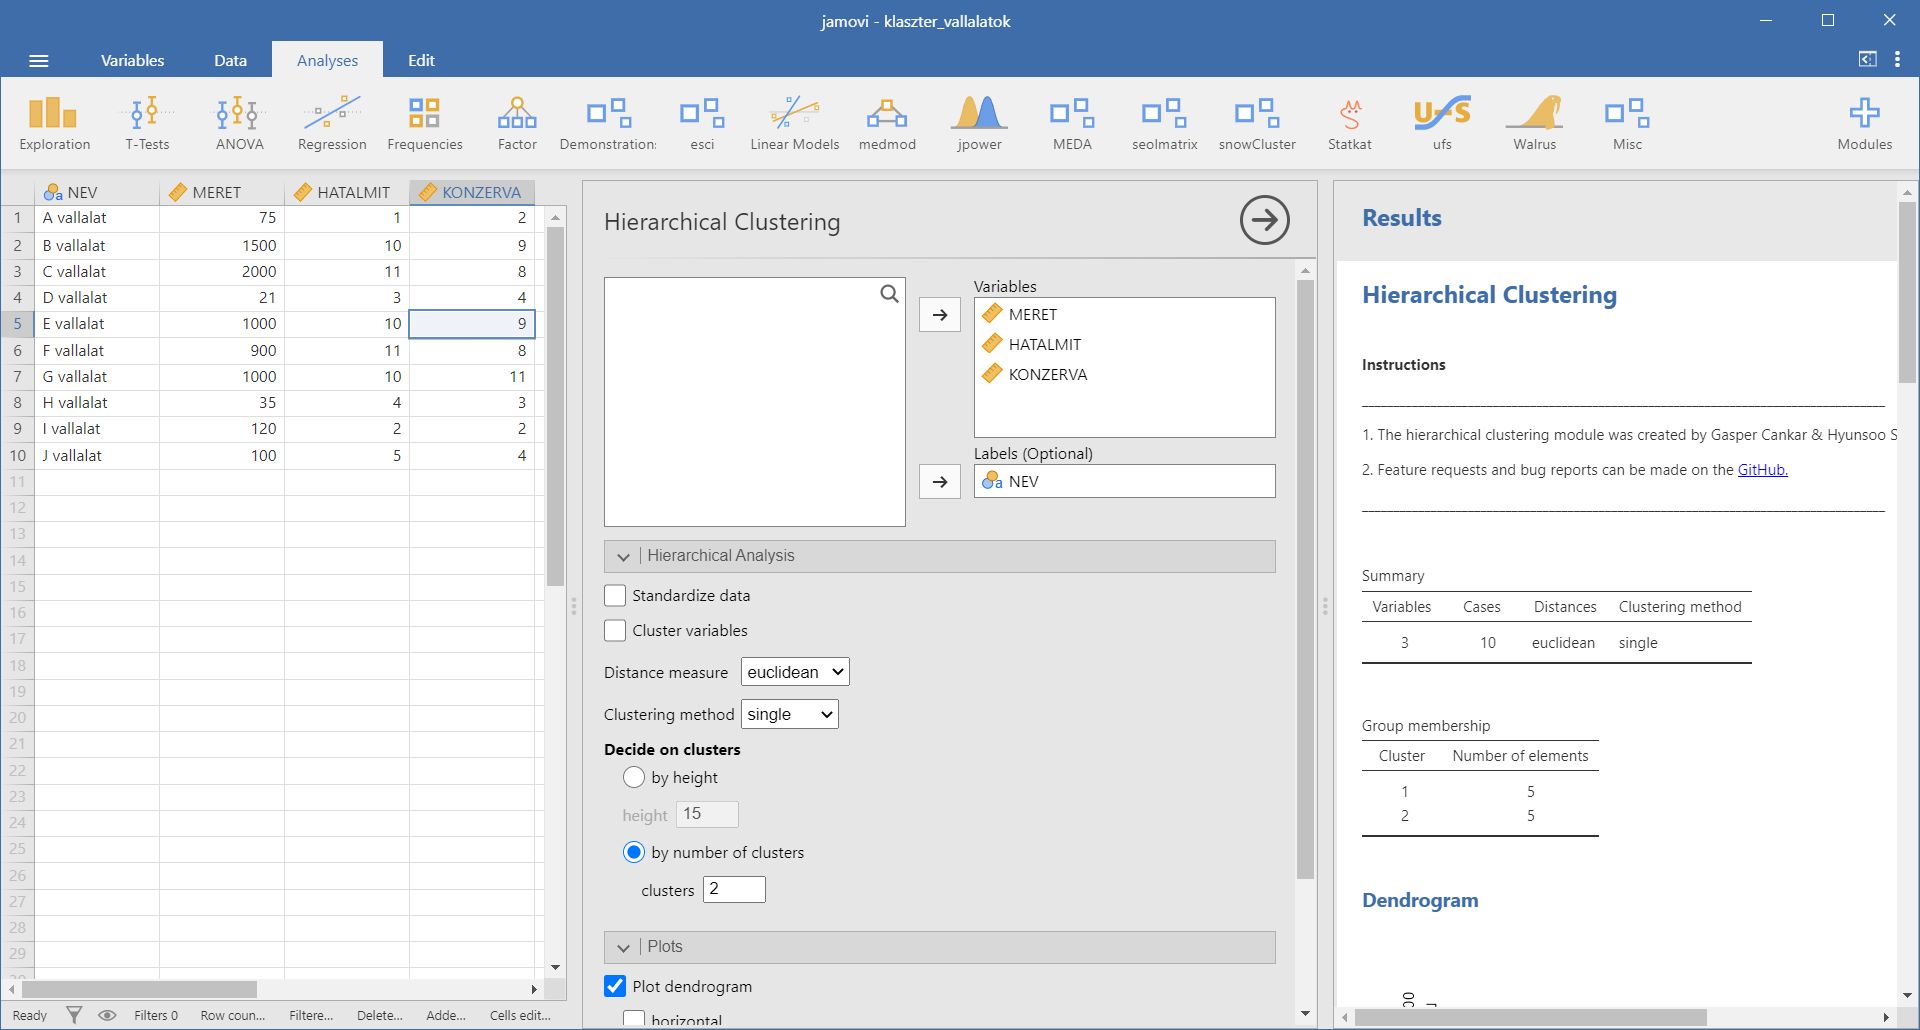 jamovi - klaszter_vallalatok
Variables Data Analyses Edit
Exploration T-Tests ANOVA Regression Frequencies Factor Demonstrations esci Linear Models medmod jpower MEDA seolmatrix snowCluster Statkat ufs Walrus Misc Modules
NEV MERET HATALMIT KONZERVA
1 A vallalat 75 1 2
2 B vallalat 1500 10 9
3 C vallalat 2000 11 8
4 D vallalat 21 3 4
5 E vallalat 1000 10 9
6 F vallalat 900 11 8
7 G vallalat 1000 10 11
8 H vallalat 35 4 3
9 I vallalat 120 2 2
10 J vallalat 100 5 4
11
12
13
14
15
16
17
18
19
20
21
22
23
24
25
26
27
28
29
Ready Filters 0 Row coun... Filtere... Delete... Adde... Cells edit...
Hierarchical Clustering
Variables
MERET
HATALMIT
KONZERVA
Labels (Optional)
NEV
Hierarchical Analysis
Standardize data
Cluster variables
Distance measure euclidean
Clustering method single
Decide on clusters
by height
height 15
by number of clusters
clusters 2
Plots
Plot dendrogram
horizontal
Results
Hierarchical Clustering
Instructions
1. The hierarchical clustering module was created by Gasper Cankar & Hyunsoo S
2. Feature requests and bug reports can be made on the GitHub.
Summary
Variables Cases Distances Clustering method
3 10 euclidean single
Group membership
Cluster Number of elements
1 5
2 5
Dendrogram